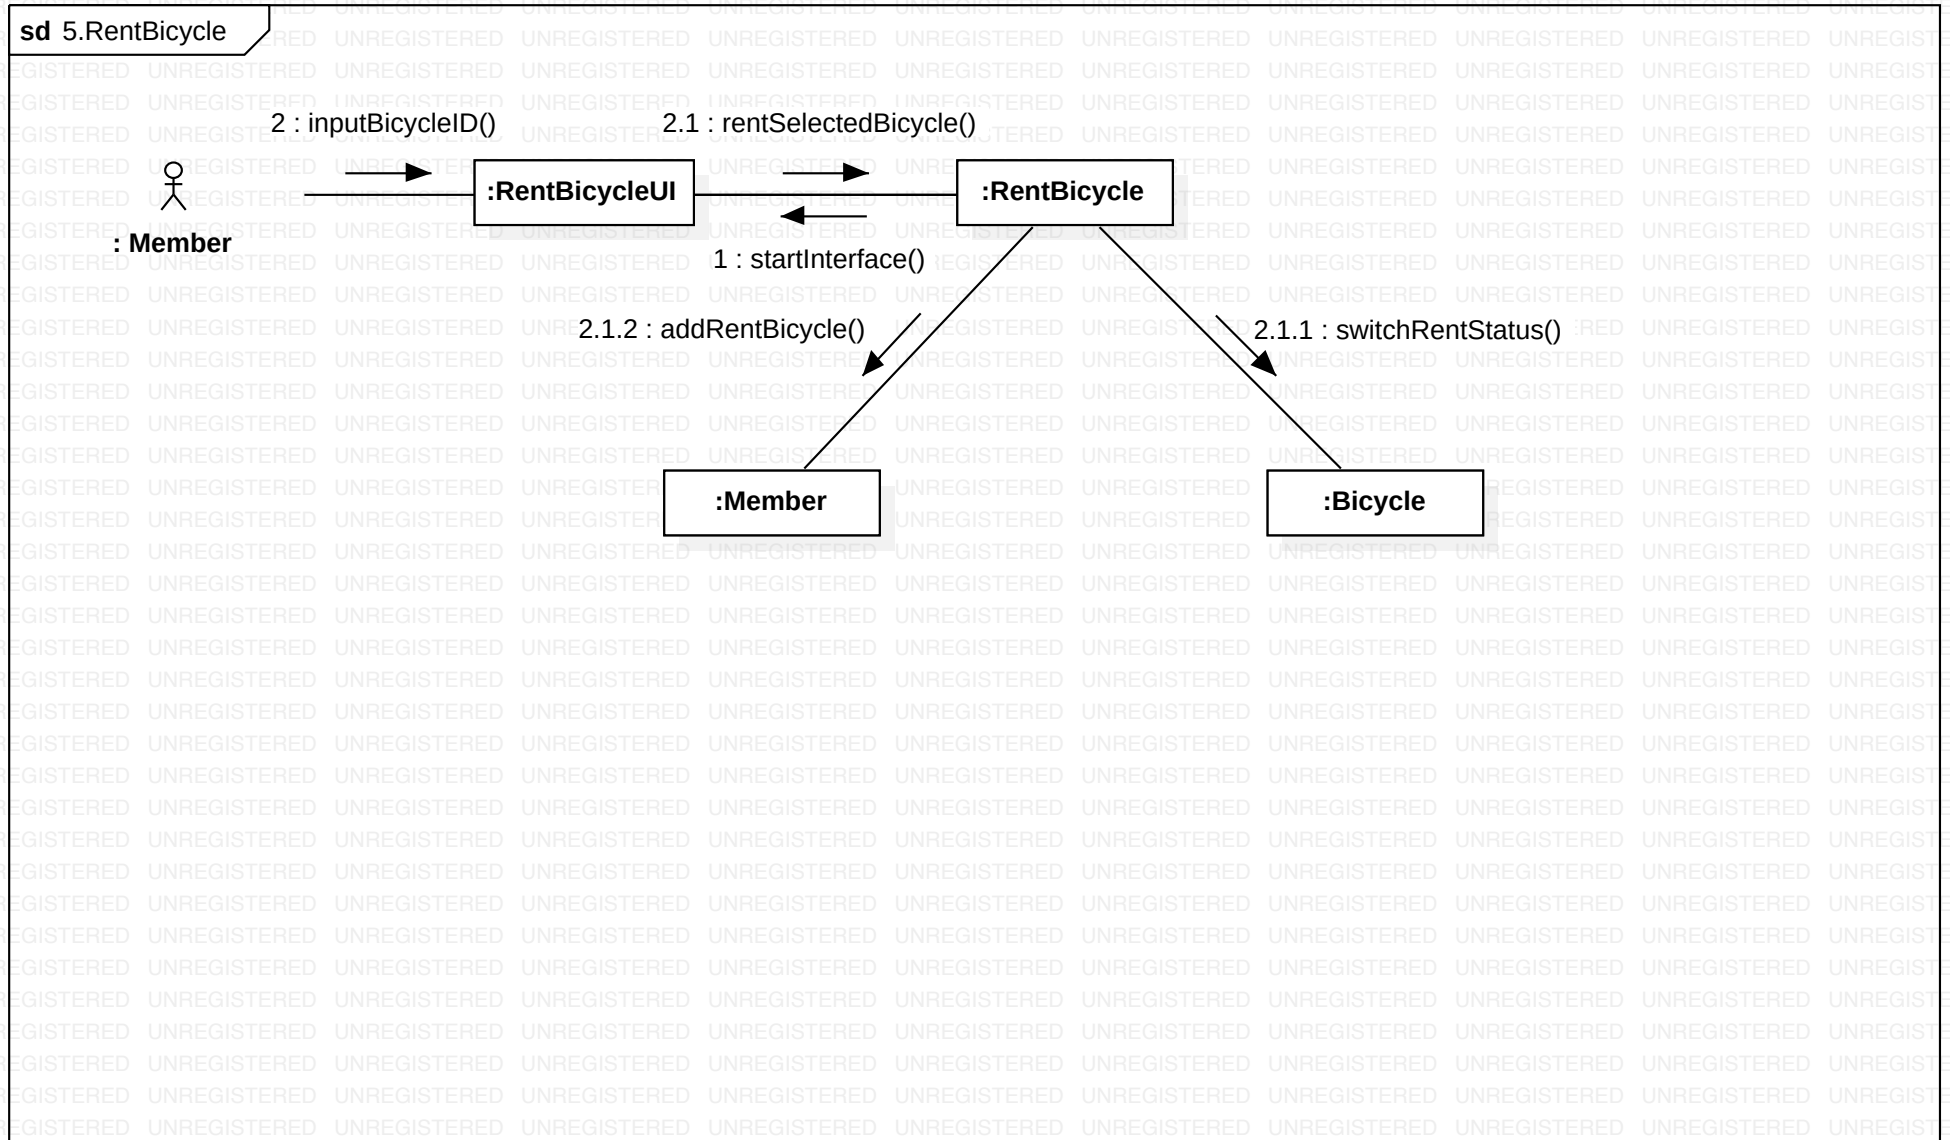 sd 5.RentBicycle
2 : inputBicycleID()
2.1 : rentSelectedBicycle()
:RentBicycleUI
:RentBicycle
: Member
1 : startInterface()
2.1.2 : addRentBicycle()
2.1.1 : switchRentStatus()
:Member
:Bicycle
UNREGISTERED